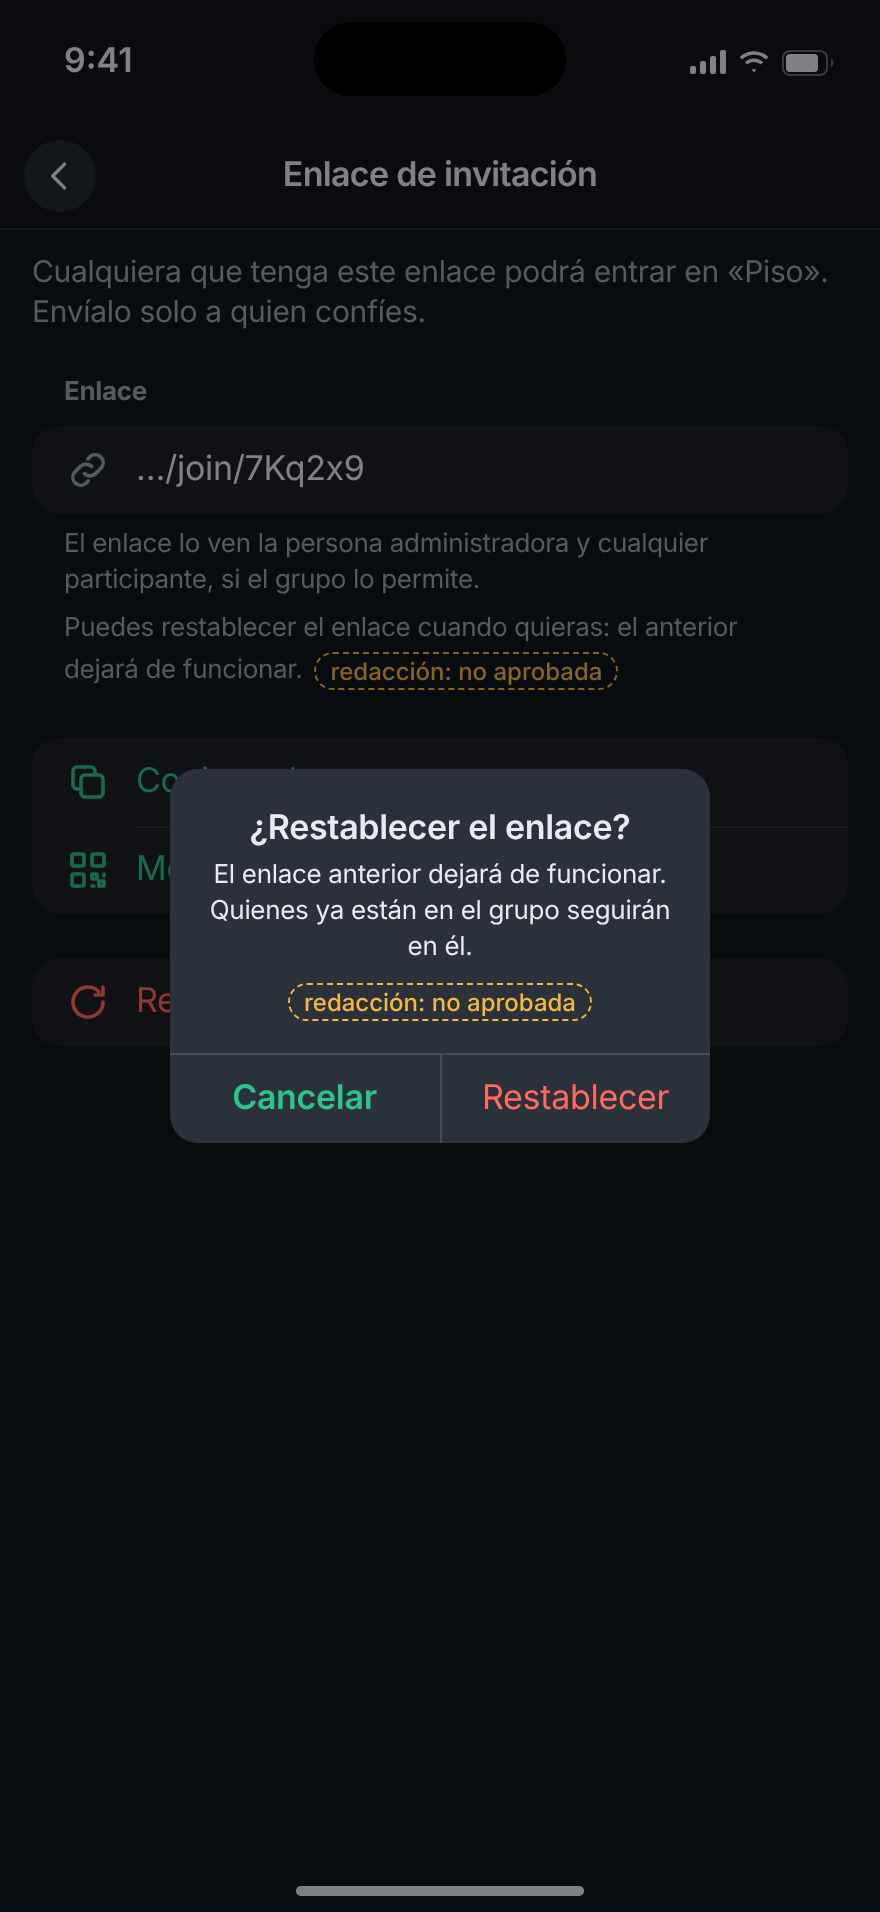 9:41
Enlace de invitación
Cualquiera que tenga este enlace podrá entrar en «Piso».
Envíalo solo a quien confíes.
Enlace
.../join/7Kq2x9
El enlace lo ven la persona administradora y cualquier
participante, si el grupo lo permite.
Puedes restablecer el enlace cuando quieras: el anterior
dejará de funcionar. redacción: no aprobada
¿Restablecer el enlace?
El enlace anterior dejará de funcionar.
Quienes ya están en el grupo seguirán
en él.
redacción: no aprobada
Cancelar
Restablecer